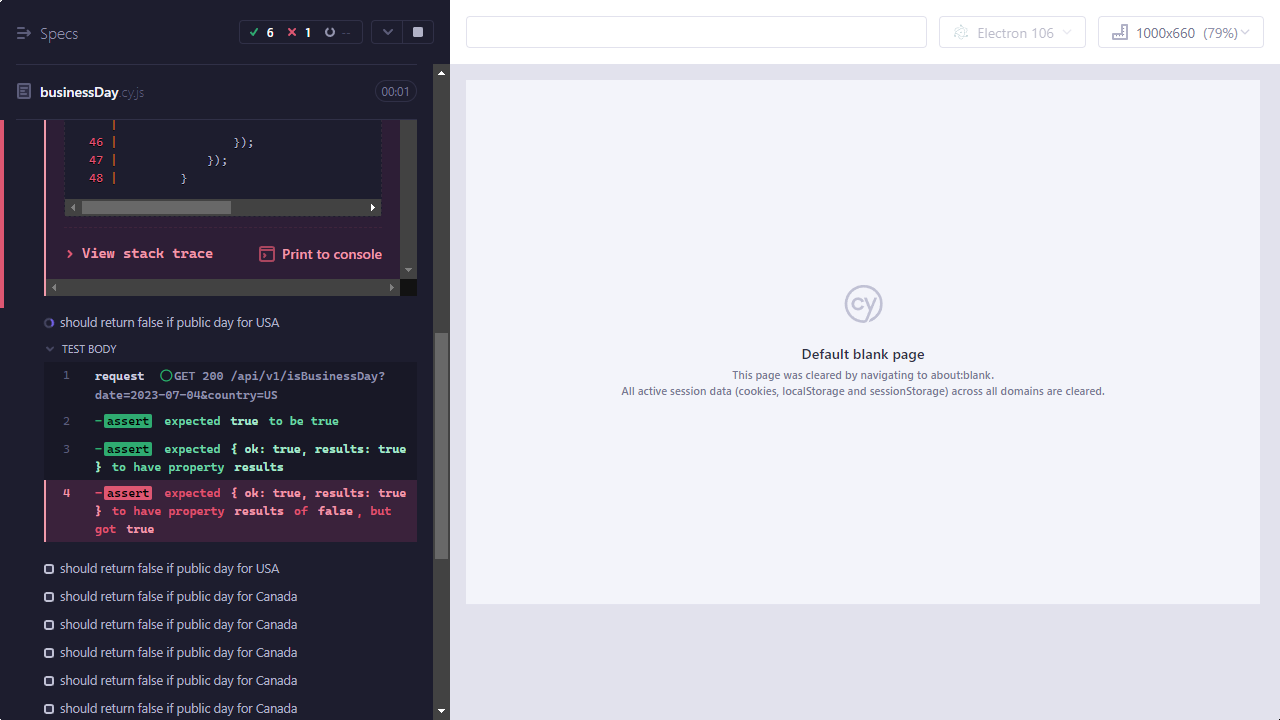 Specs
6 1 --
businessDay.cy.js
00:01
|
46 | });
47 | });
48 | }
View stack trace
Print to console
should return false if public day for USA
TEST BODY
1 request GET 200 /api/v1/isBusinessDay?
date=2023-07-04&country=US
2 -assert expected true to be true
3 -assert expected { ok: true, results: true
} to have property results
4 -assert expected { ok: true, results: true
} to have property results of false, but
got true
should return false if public day for USA
should return false if public day for Canada
should return false if public day for Canada
should return false if public day for Canada
should return false if public day for Canada
should return false if public day for Canada
Electron 106
1000x660 (79%)
cy
Default blank page
This page was cleared by navigating to about:blank.
All active session data (cookies, localStorage and sessionStorage) across all domains are cleared.